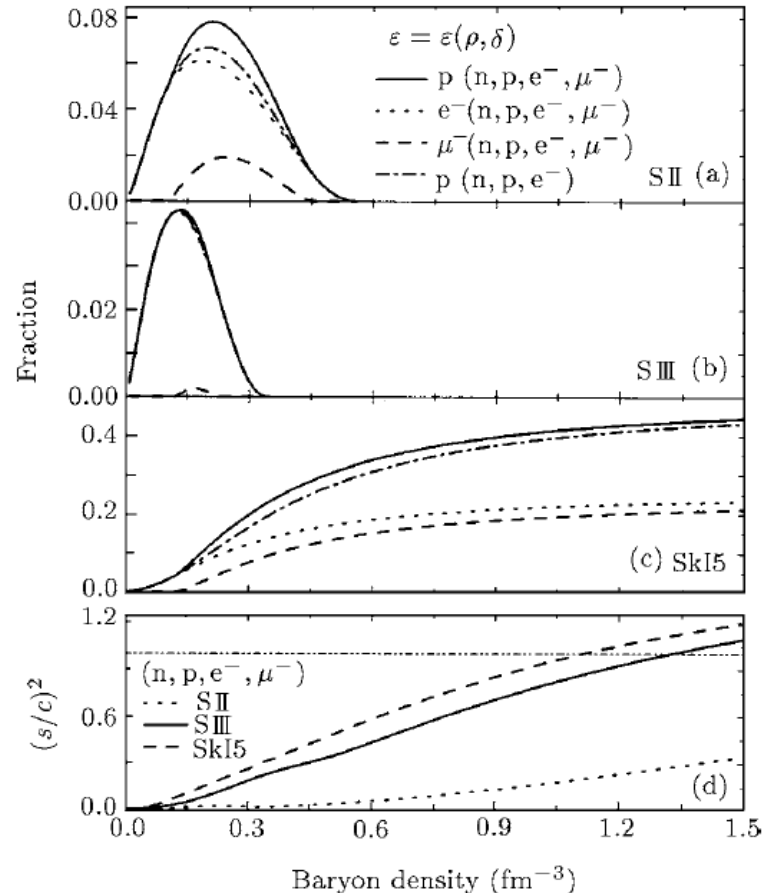 0.08
0.04
0.00
ε = ε(ρ,δ)
p (n, p, e⁻, μ⁻)
e⁻(n, p, e⁻, μ⁻)
μ⁻(n, p, e⁻, μ⁻)
p (n, p, e⁻)
SⅡ (a)
0.02
0.00
SⅢ (b)
Fraction
0.4
0.2
0.0
(c) SkI5
1.2
0.6
0.0
(s/c)²
(n, p, e⁻, μ⁻)
SⅡ
SⅢ
SkI5
(d)
0.0 0.3 0.6 0.9 1.2 1.5
Baryon density (fm⁻³)